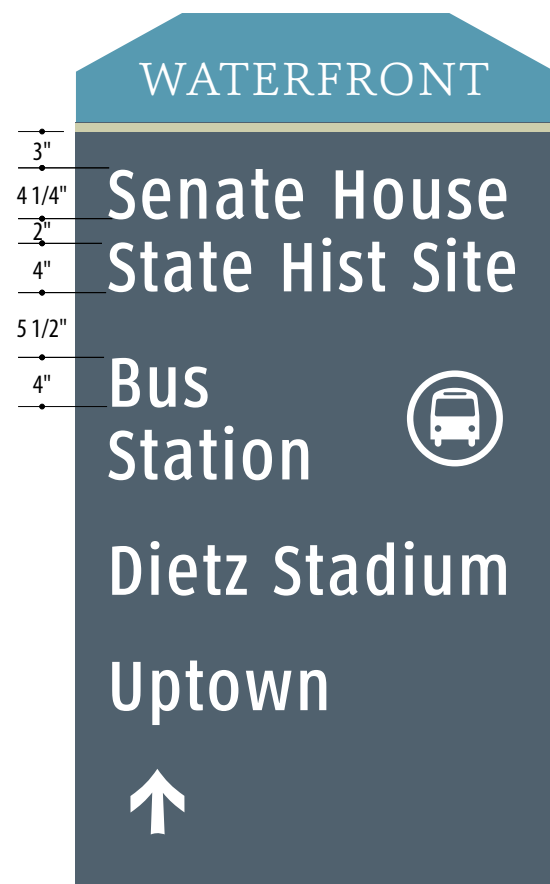 WATERFRONT
3"
4 1/4"
Senate House
2"
4"
State Hist Site
5 1/2"
4"
Bus
Station
Dietz Stadium
Uptown